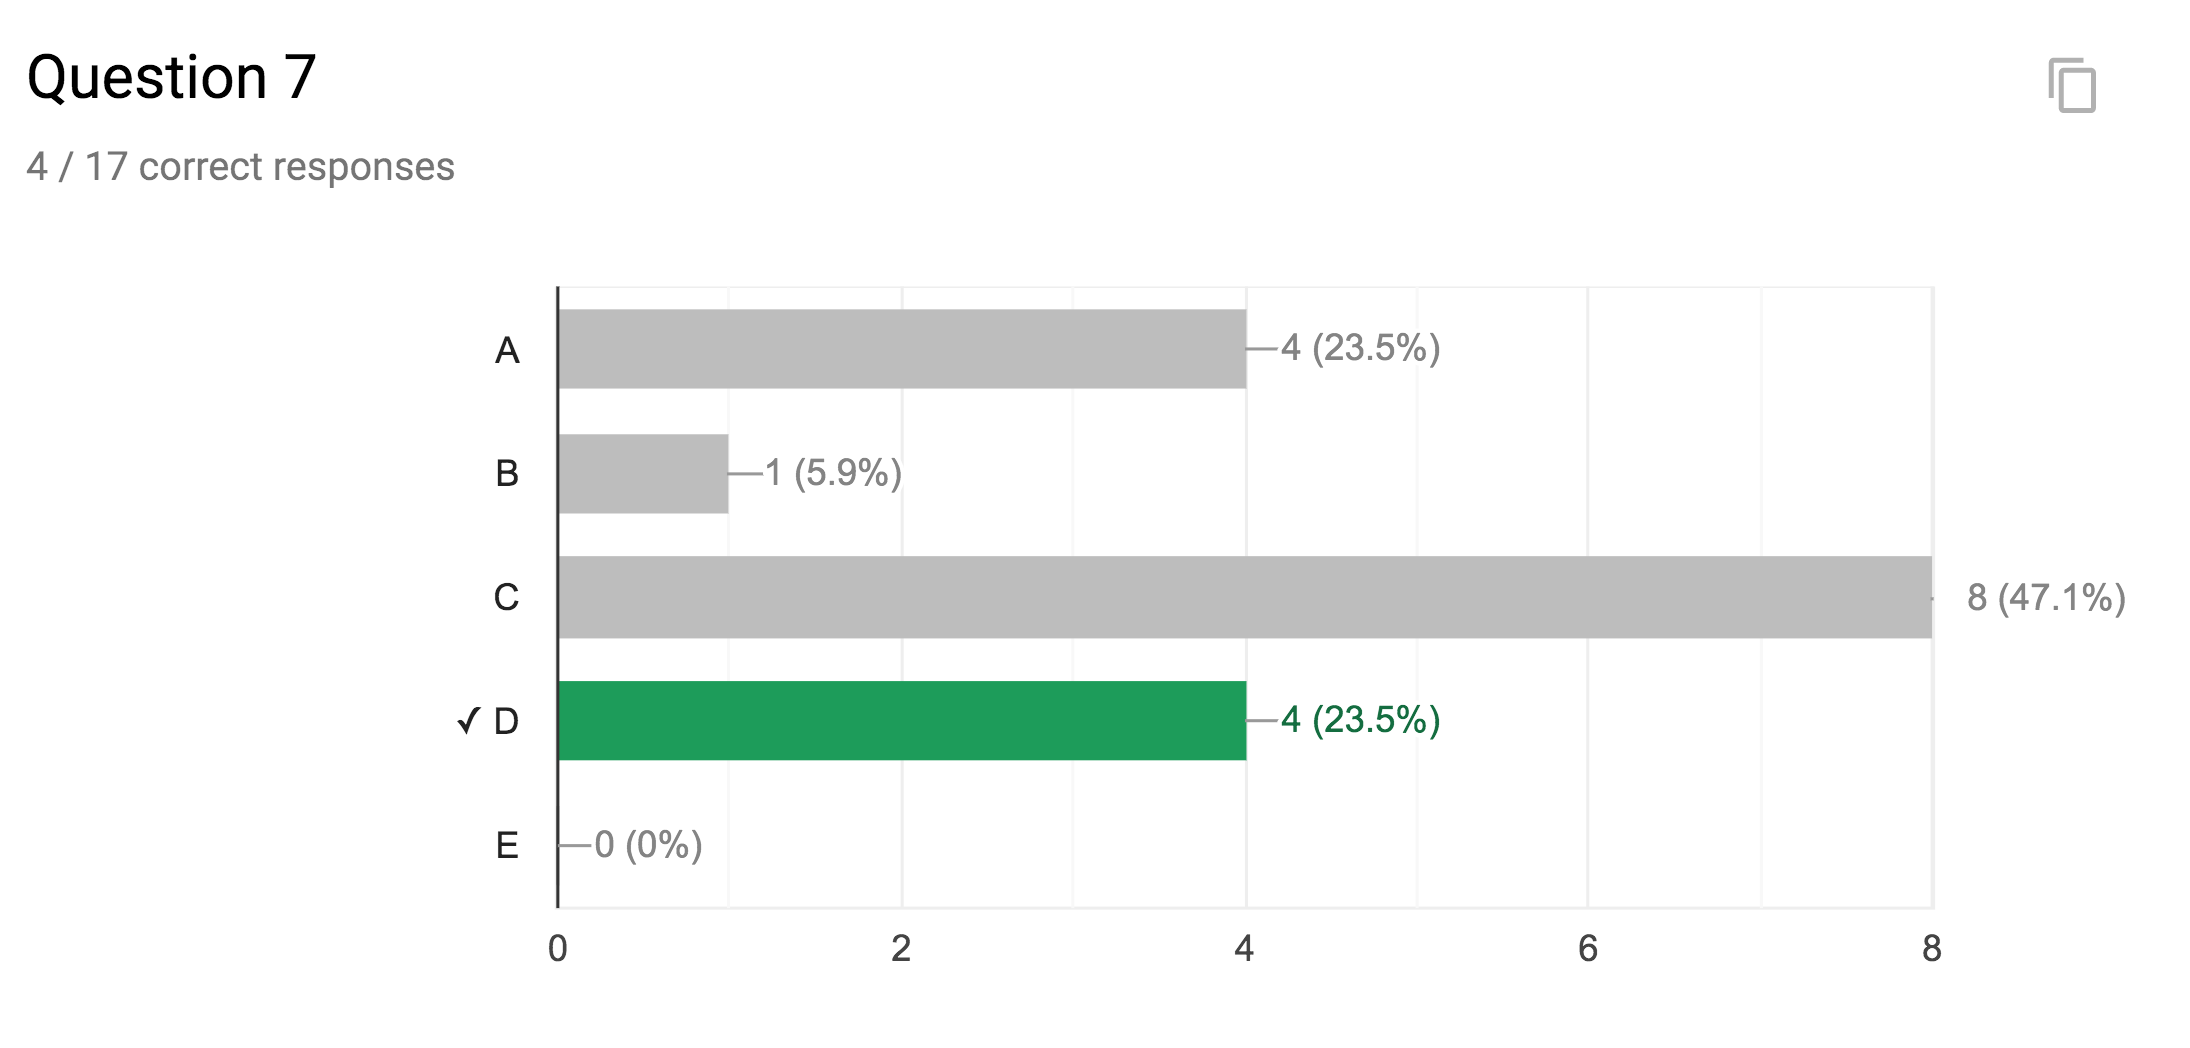 Question 7
4 / 17 correct responses
A 4 (23.5%)
B 1 (5.9%)
C 8 (47.1%)
✓ D 4 (23.5%)
E 0 (0%)
0 2 4 6 8